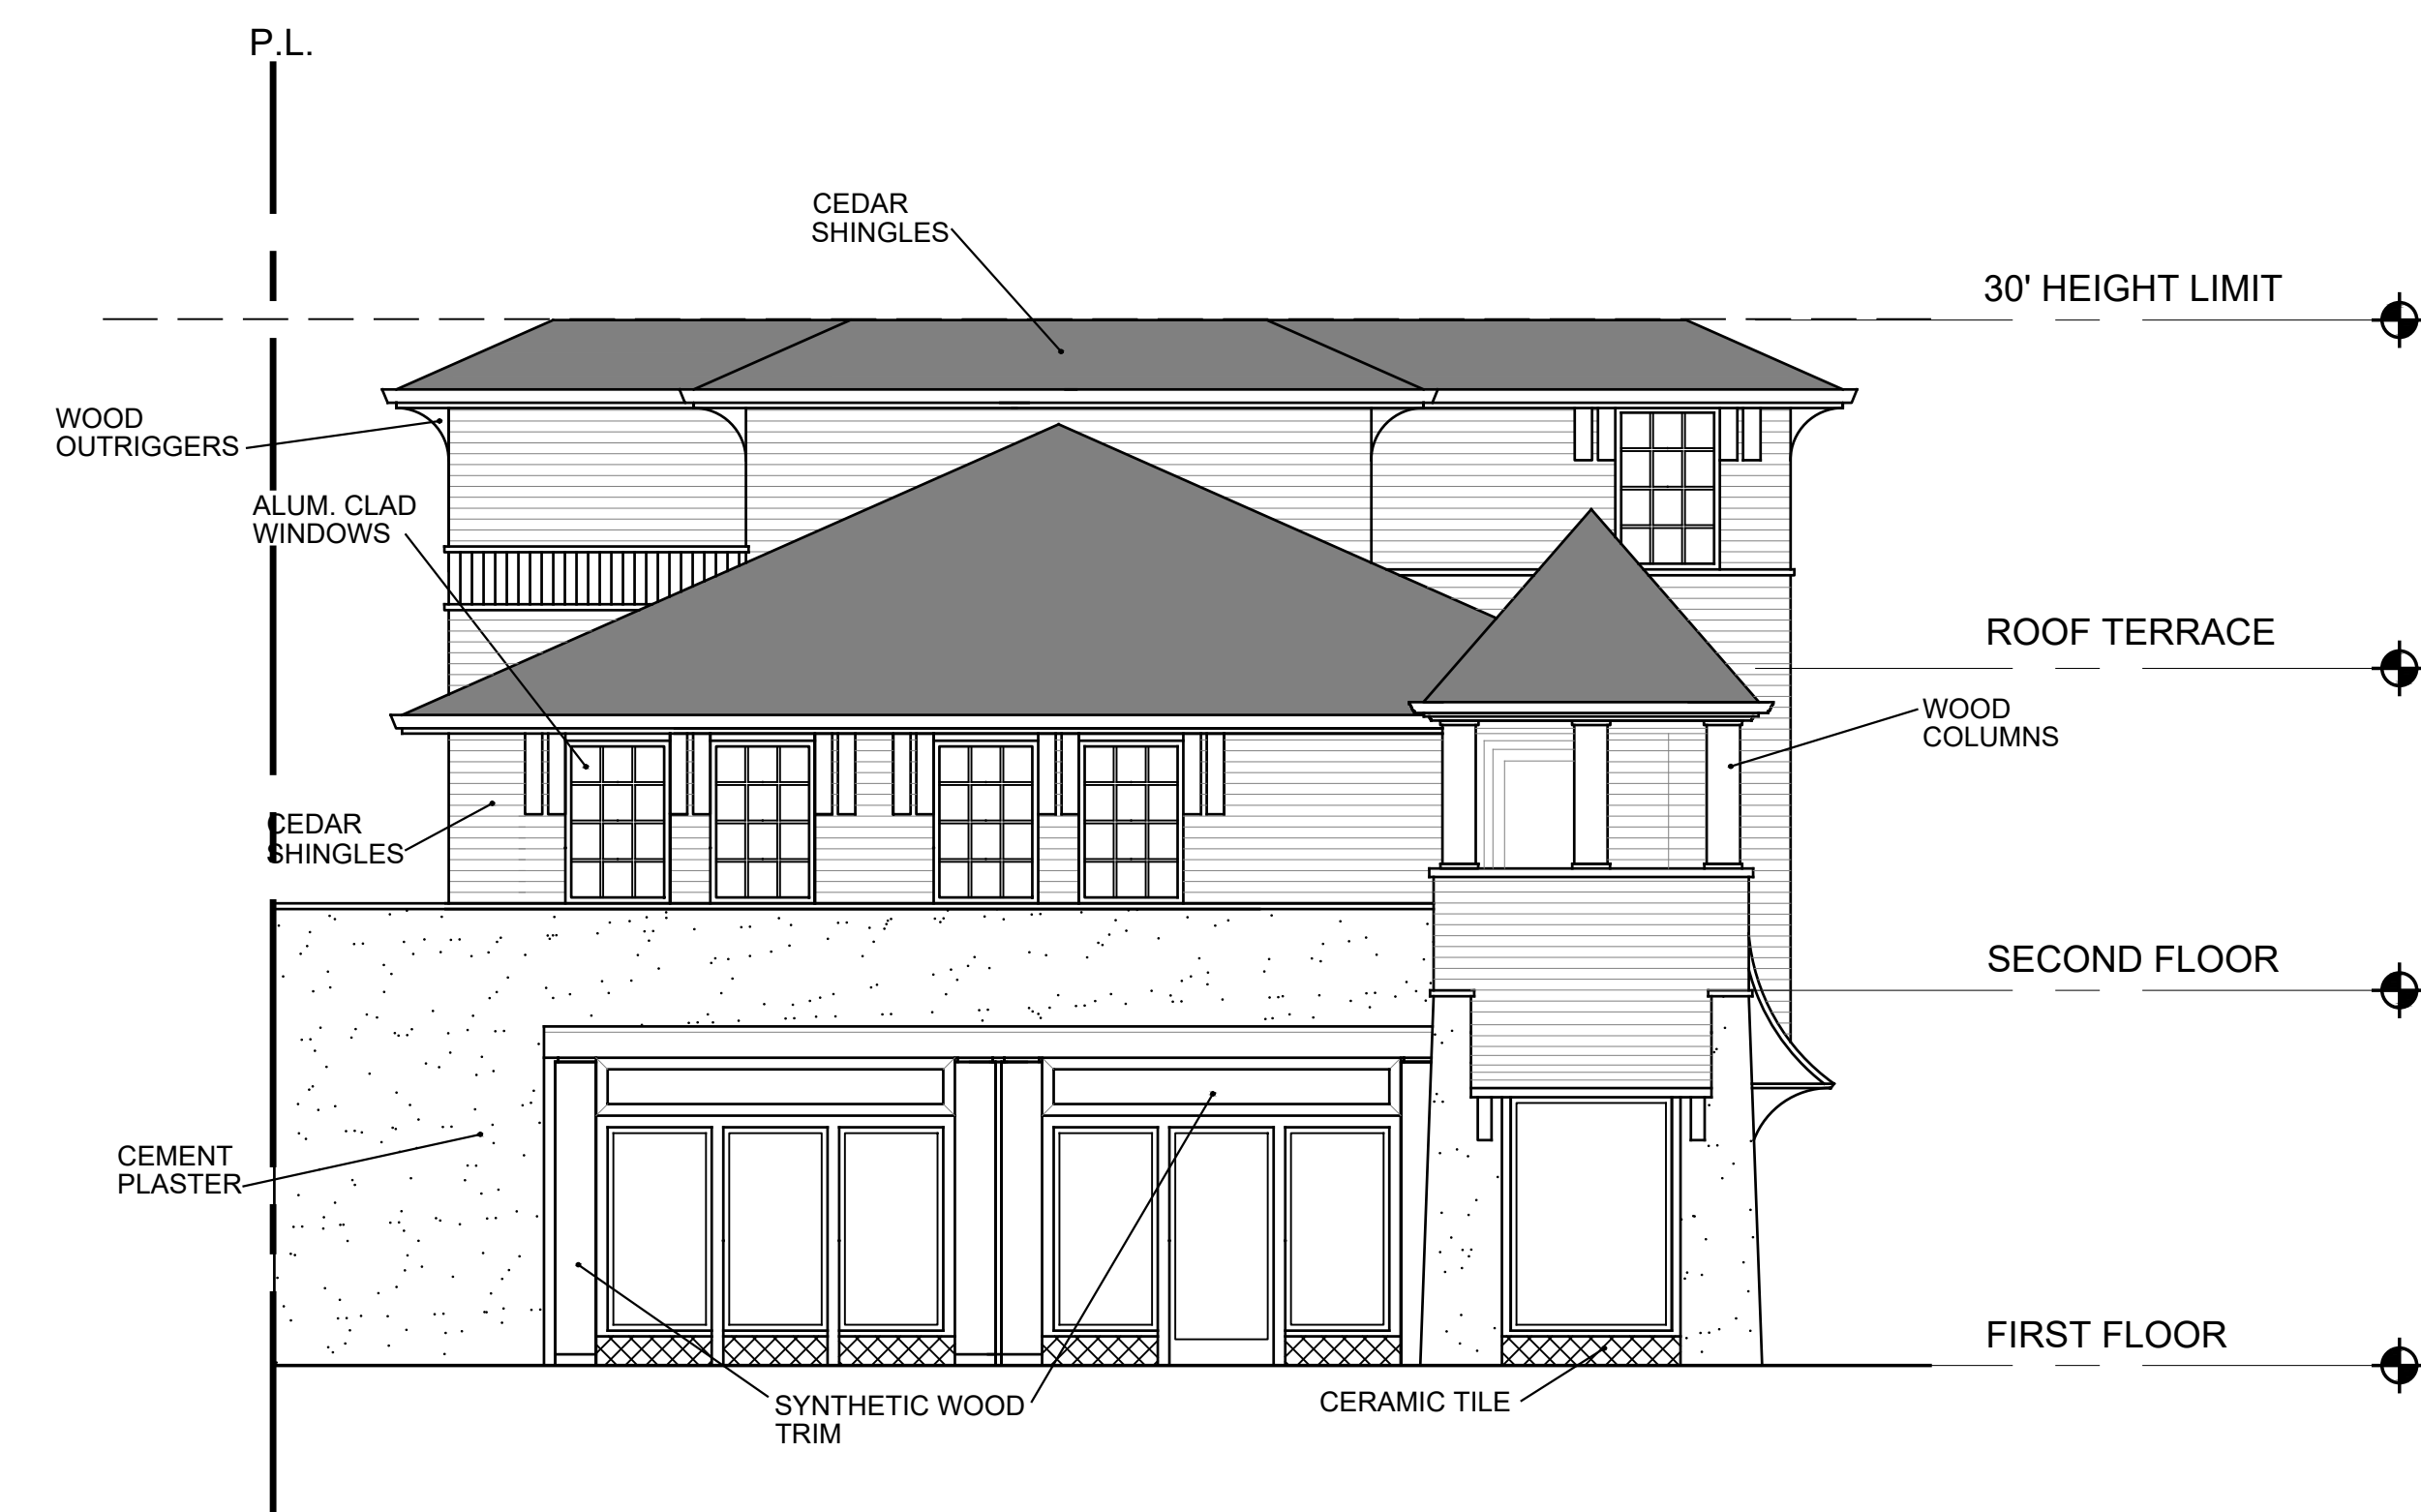 P.L.
CEDAR
SHINGLES
30' HEIGHT LIMIT
WOOD
OUTRIGGERS
ALUM. CLAD
WINDOWS
ROOF TERRACE
WOOD
COLUMNS
CEDAR
SHINGLES
SECOND FLOOR
CEMENT
PLASTER
FIRST FLOOR
SYNTHETIC WOOD
TRIM
CERAMIC TILE